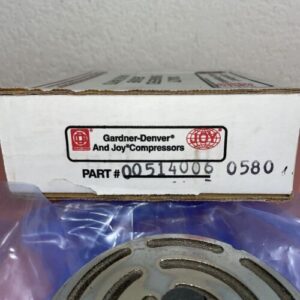 Gardner-Denver®
And Joy®Compressors
JOY
PART # 00514006 0580